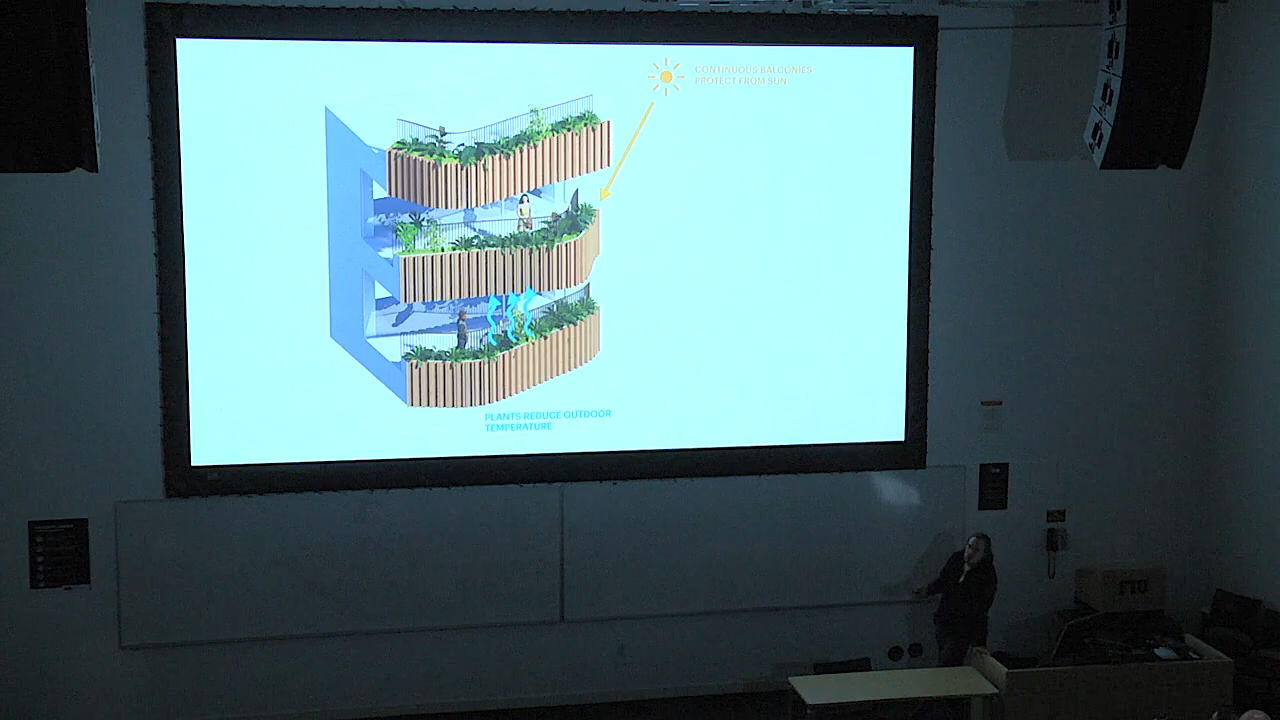 CONTINUOUS BALCONIES
PROTECT FROM SUN
PLANTS REDUCE OUTDOOR
TEMPERATURE